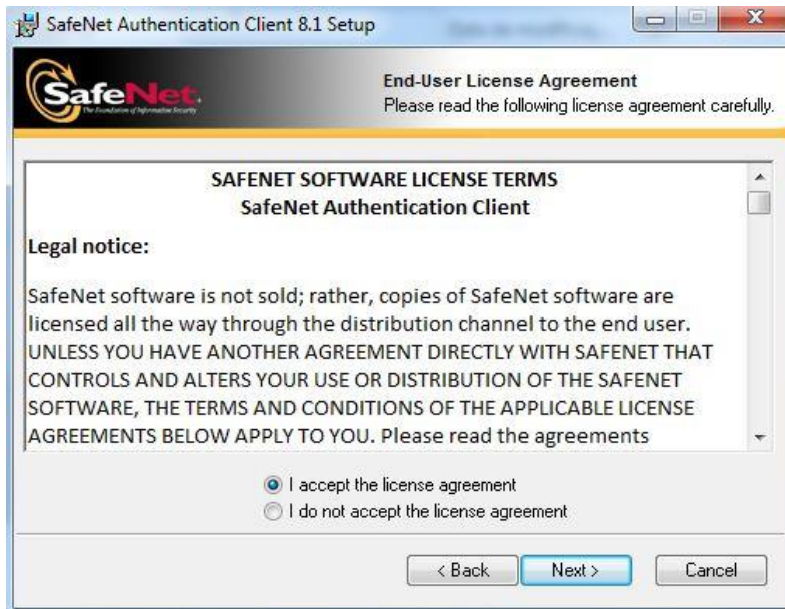 SafeNet Authentication Client 8.1 Setup
SafeNet.
The Foundation of Information Security
End-User License Agreement
Please read the following license agreement carefully.
SAFENET SOFTWARE LICENSE TERMS
SafeNet Authentication Client
Legal notice:
SafeNet software is not sold; rather, copies of SafeNet software are
licensed all the way through the distribution channel to the end user.
UNLESS YOU HAVE ANOTHER AGREEMENT DIRECTLY WITH SAFENET THAT
CONTROLS AND ALTERS YOUR USE OR DISTRIBUTION OF THE SAFENET
SOFTWARE, THE TERMS AND CONDITIONS OF THE APPLICABLE LICENSE
AGREEMENTS BELOW APPLY TO YOU. Please read the agreements
I accept the license agreement
I do not accept the license agreement
< Back
Next >
Cancel